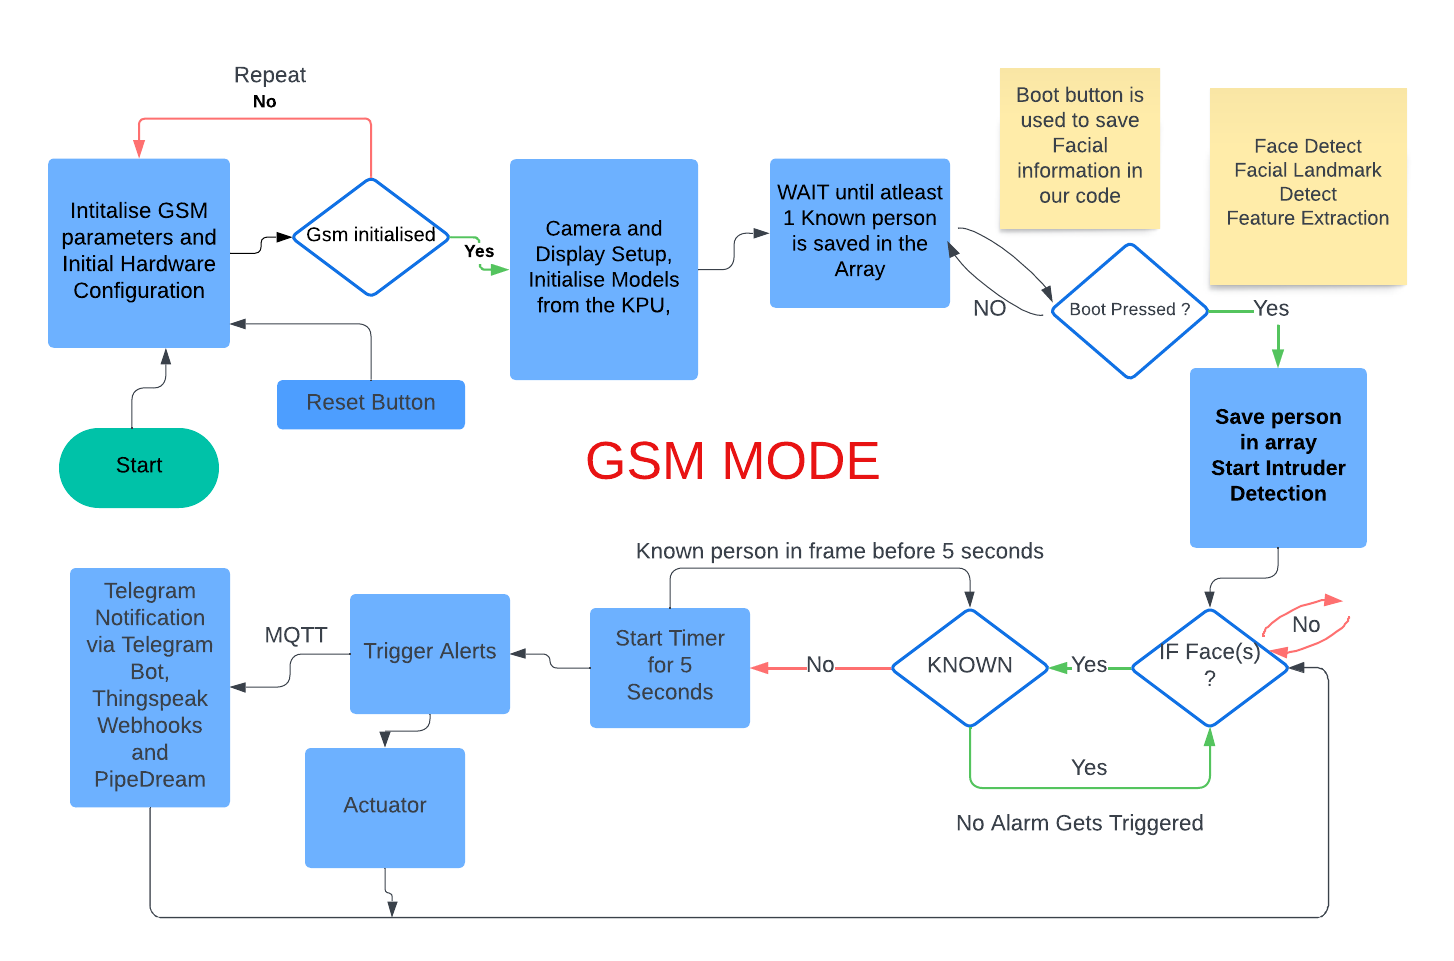 Repeat
No
Intitalise GSM
parameters and
Initial Hardware
Configuration
Gsm initialised
Yes
Camera and
Display Setup,
Initialise Models
from the KPU,
WAIT until atleast
1 Known person
is saved in the
Array
Boot button is
used to save
Facial
information in
our code
Face Detect
Facial Landmark
Detect
Feature Extraction
NO
Boot Pressed ?
Yes
Reset Button
Start
GSM MODE
Save person
in array
Start Intruder
Detection
Known person in frame before 5 seconds
Telegram
Notification
via Telegram
Bot,
Thingspeak
Webhooks
and
PipeDream
MQTT
Trigger Alerts
Start Timer
for 5
Seconds
No
KNOWN
Yes
IF Face(s)
?
No
Yes
Actuator
No Alarm Gets Triggered